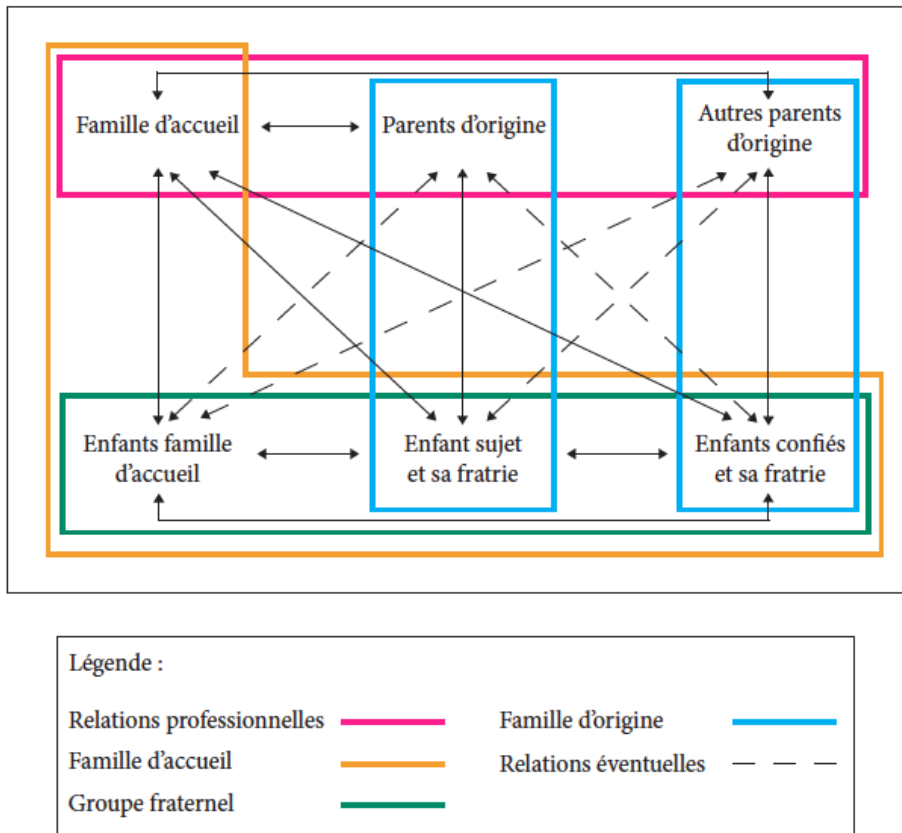 Famille d'accueil
Parents d'origine
Autres parents
d'origine
Enfants famille
d'accueil
Enfant sujet
et sa fratrie
Enfants confiés
et sa fratrie
Légende :
Relations professionnelles
Famille d'origine
Famille d'accueil
Relations éventuelles
Groupe fraternel